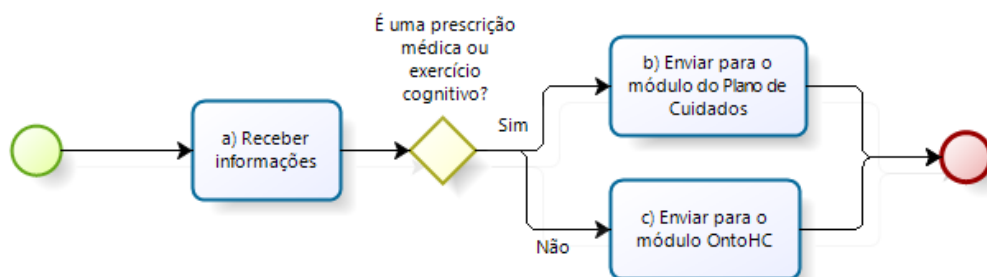 É uma prescrição
médica ou
exercício
cognitivo?
a) Receber
informações
Sim
b) Enviar para o
módulo do Plano de
Cuidados
Não
c) Enviar para o
módulo OntoHC